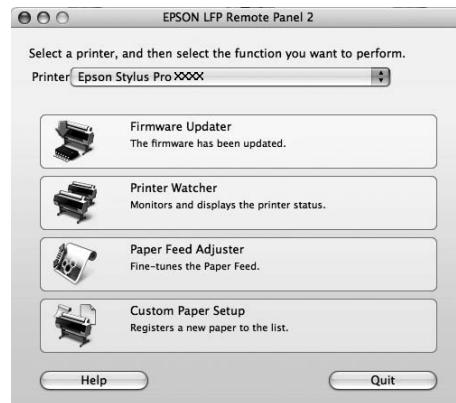 EPSON LFP Remote Panel 2
Select a printer, and then select the function you want to perform.
Printer Epson Stylus Pro XXXX
Firmware Updater
The firmware has been updated.
Printer Watcher
Monitors and displays the printer status.
Paper Feed Adjuster
Fine-tunes the Paper Feed.
Custom Paper Setup
Registers a new paper to the list.
Help Quit